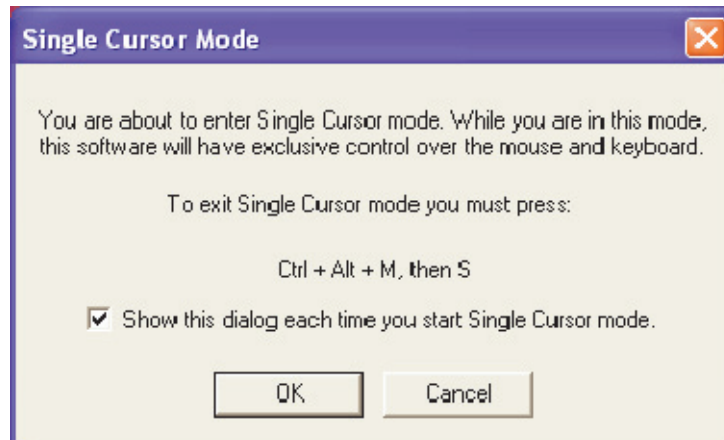 Single Cursor Mode
You are about to enter Single Cursor mode. While you are in this mode,
this software will have exclusive control over the mouse and keyboard.
To exit Single Cursor mode you must press:
Ctrl + Alt + M, then S
Show this dialog each time you start Single Cursor mode.
OK Cancel